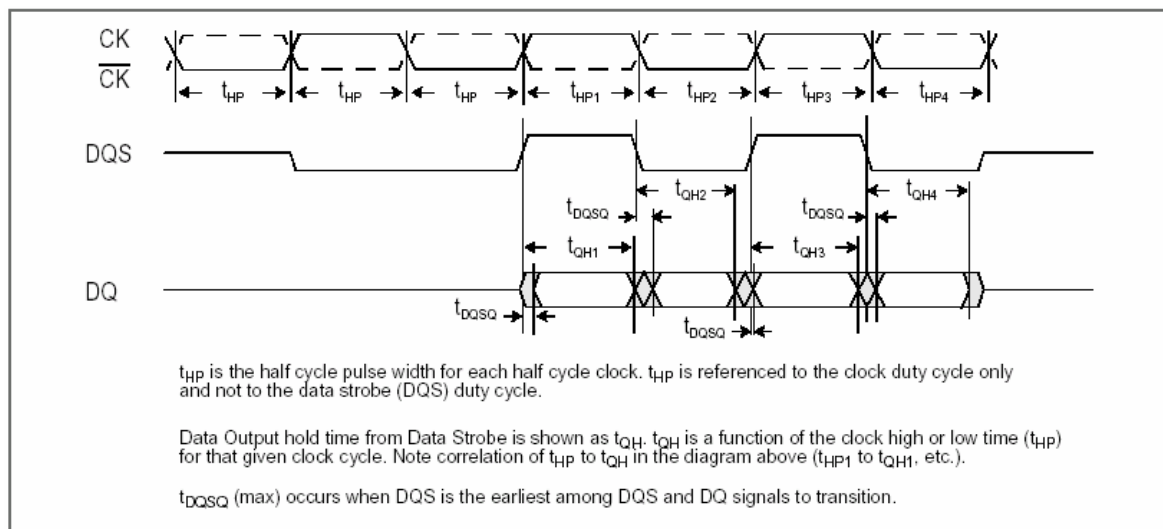 CK
CK
tHP tHP tHP tHP1 tHP2 tHP3 tHP4
DQS
tQH2 tQH4
tDQSQ tDQSQ
tQH1 tQH3
DQ
tDQSQ tDQSQ
tHP is the half cycle pulse width for each half cycle clock. tHP is referenced to the clock duty cycle only
and not to the data strobe (DQS) duty cycle.
Data Output hold time from Data Strobe is shown as tQH. tQH is a function of the clock high or low time (tHP)
for that given clock cycle. Note correlation of tHP to tQH in the diagram above (tHP1 to tQH1, etc.).
tDQSQ (max) occurs when DQS is the earliest among DQS and DQ signals to transition.